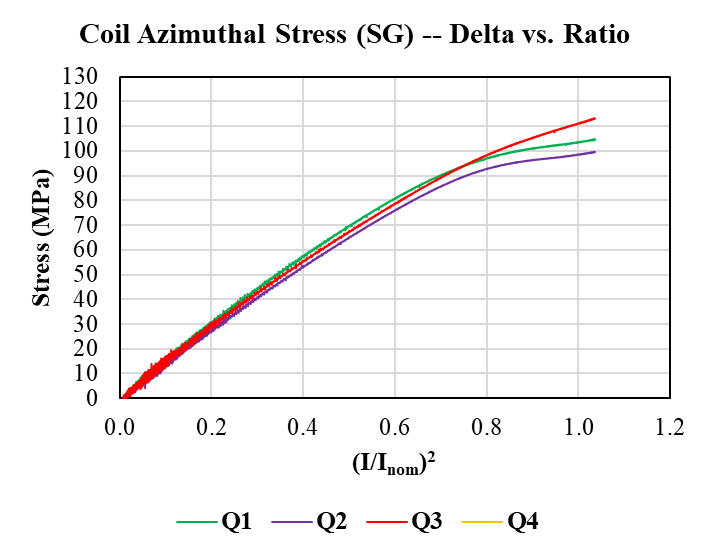 Coil Azimuthal Stress (SG) -- Delta vs. Ratio
130
120
110
100
90
80
70
60
50
40
30
20
10
0
Stress (MPa)
0.0 0.2 0.4 0.6 0.8 1.0 1.2
(I/Inom)²
Q1 Q2 Q3 Q4